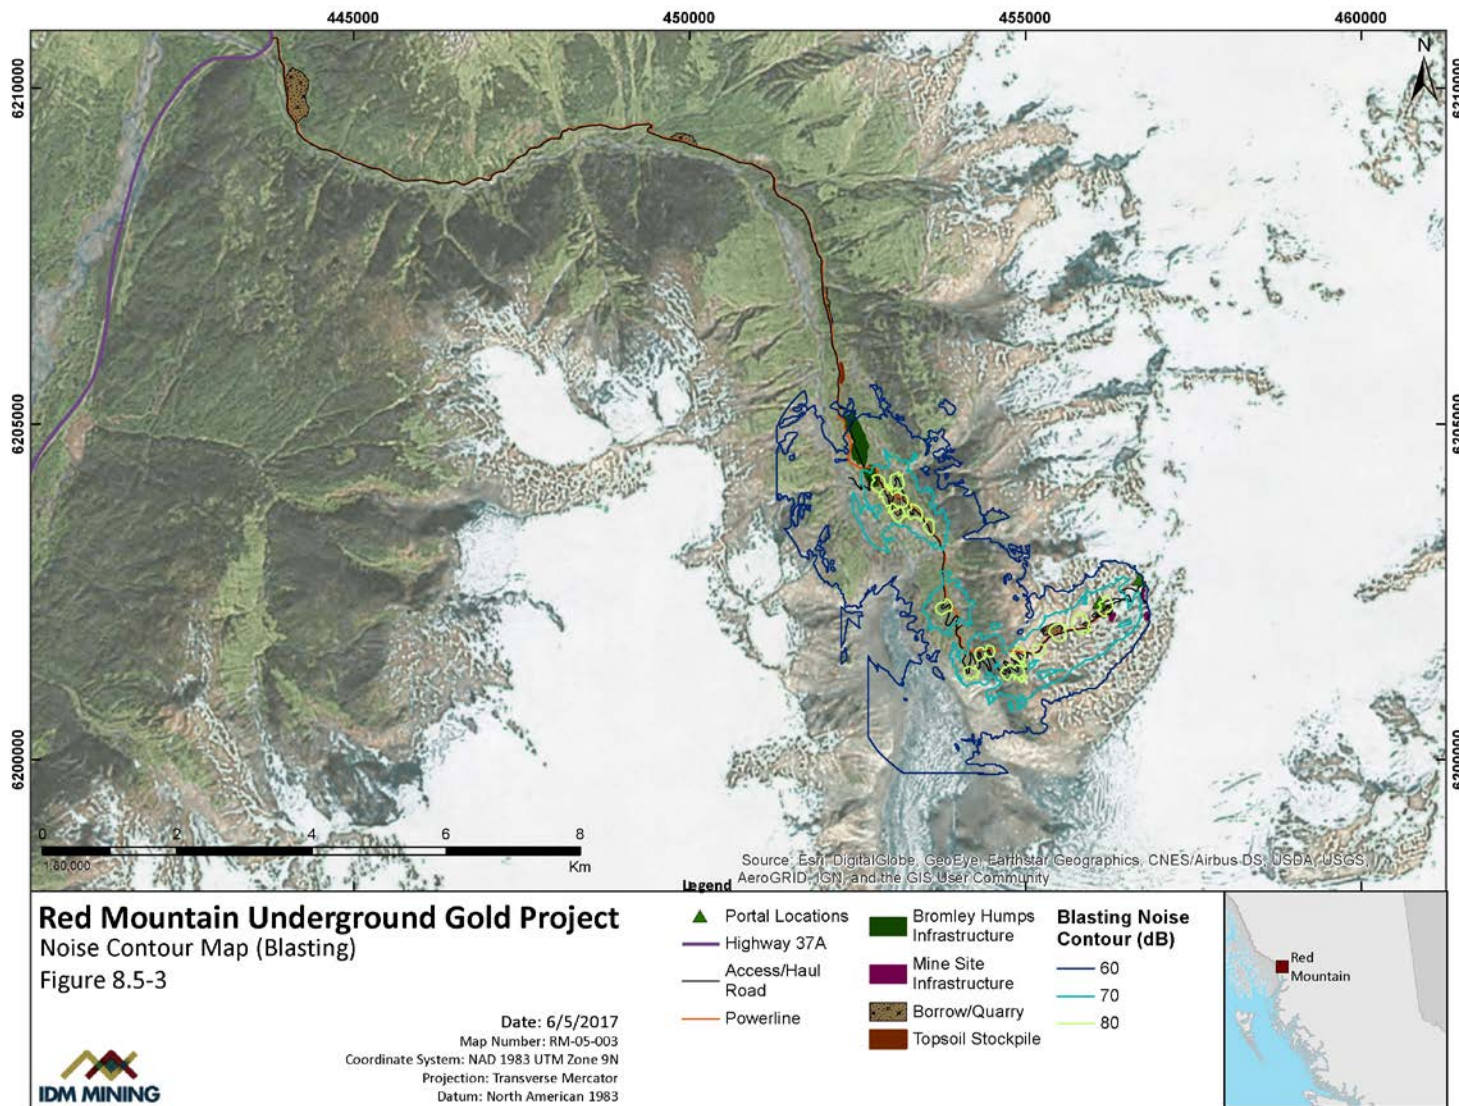 445000
450000
455000
460000
6210000
6210000
N
6205000
6205000
6200000
6200000
0 2 4 6 8
1:60,000
Km
Source: Esri, DigitalGlobe, GeoEye, Earthstar Geographics, CNES/Airbus DS, USDA, USGS,
AeroGRID, IGN, and the GIS User Community
Legend
Red Mountain Underground Gold Project
Noise Contour Map (Blasting)
Figure 8.5-3
Date: 6/5/2017
Map Number: RM-05-003
Coordinate System: NAD 1983 UTM Zone 9N
Projection: Transverse Mercator
Datum: North American 1983
IDM MINING
Portal Locations
Highway 37A
Access/Haul
Road
Powerline
Bromley Humps
Infrastructure
Mine Site
Infrastructure
Borrow/Quarry
Topsoil Stockpile
Blasting Noise
Contour (dB)
60
70
80
Red
Mountain